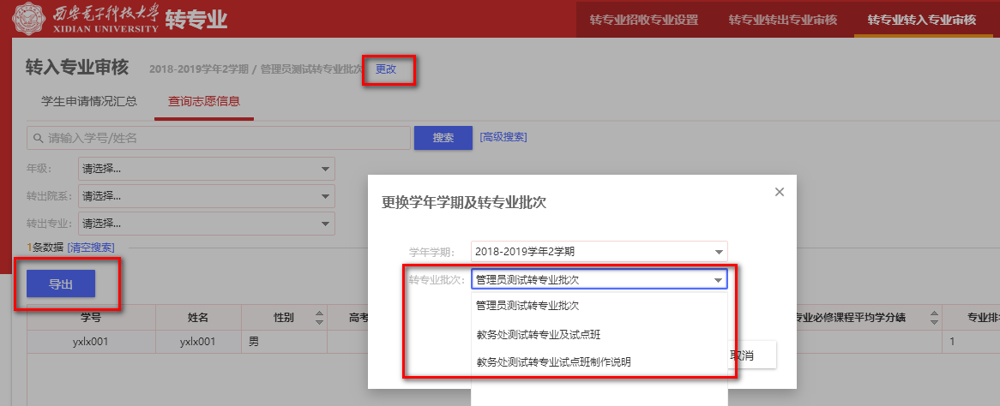 西安电子科技大学
XIDIAN UNIVERSITY
转专业
转专业招收专业设置 转专业转出专业审核 转专业转入专业审核
转入专业审核 2018-2019学年2学期 / 管理员测试转专业批次 更改
学生申请情况汇总 查询志愿信息
请输入学号/姓名 搜索 [高级搜索]
年级: 请选择...
转出院系: 请选择...
转出专业: 请选择...
1条数据 [清空搜索]
导出
学号 姓名 性别 高考 专业必修课程平均学分绩 专业排名
yxlx001 yxlx001 男 1
更换学年学期及转专业批次
学年学期: 2018-2019学年2学期
转专业批次: 管理员测试转专业批次
管理员测试转专业批次
教务处测试转专业及试点班
教务处测试转专业试点班制作说明
取消